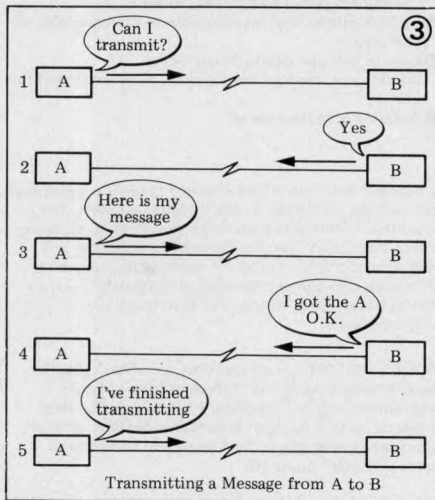 ③
Can I
transmit?
1 A B
Yes
2 A B
Here is my
message
3 A B
I got the A
O.K.
4 A B
I've finished
transmitting
5 A B
Transmitting a Message from A to B